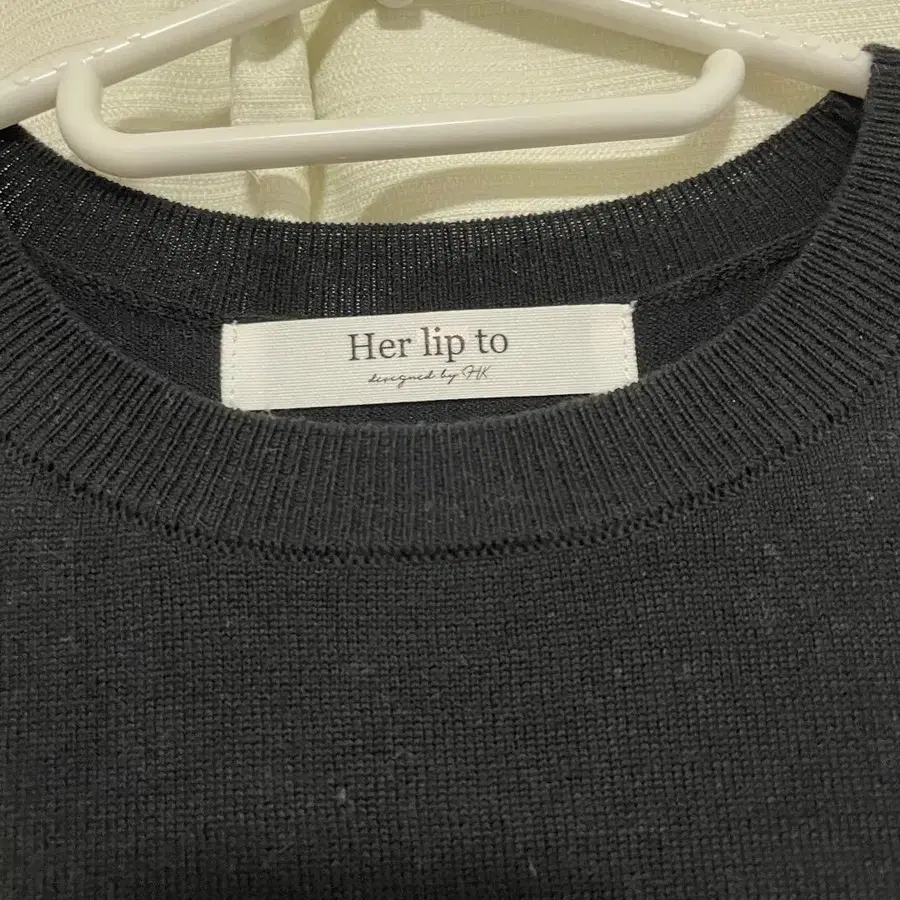 Her lip to
designed by HK